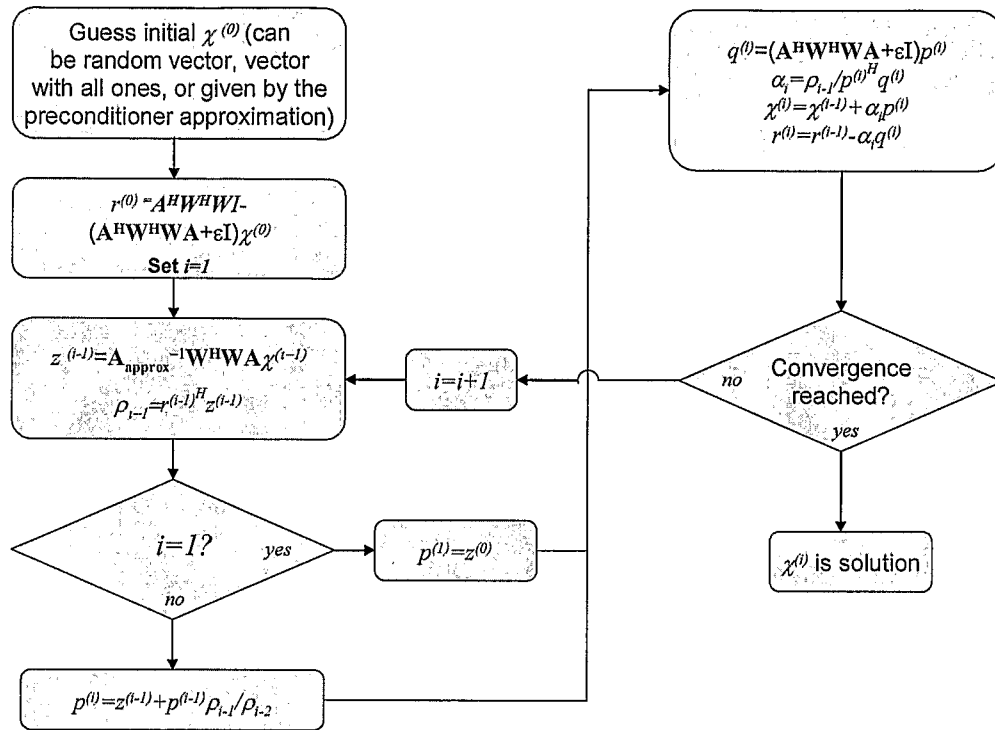 Guess initial χ⁽⁰⁾ (can
be random vector, vector
with all ones, or given by the
preconditioner approximation)
r⁽⁰⁾=AᴴWᴴWI-
(AᴴWᴴWA+εI)χ⁽⁰⁾
Set i=1
z⁽ⁱ⁻¹⁾=A_approx⁻¹WᴴWAχ⁽ⁱ⁻¹⁾
ρᵢ₋₁=r⁽ⁱ⁻¹⁾ᴴz⁽ⁱ⁻¹⁾
i=1?
yes
no
p⁽¹⁾=z⁽⁰⁾
p⁽ⁱ⁾=z⁽ⁱ⁻¹⁾+p⁽ⁱ⁻¹⁾ρᵢ₋₁/ρᵢ₋₂
q⁽ⁱ⁾=(AᴴWᴴWA+εI)p⁽ⁱ⁾
αᵢ=ρᵢ₋₁/p⁽ⁱ⁾ᴴq⁽ⁱ⁾
χ⁽ⁱ⁾=χ⁽ⁱ⁻¹⁾+αᵢp⁽ⁱ⁾
r⁽ⁱ⁾=r⁽ⁱ⁻¹⁾-αᵢq⁽ⁱ⁾
Convergence
reached?
no
yes
i=i+1
χ⁽ⁱ⁾ is solution